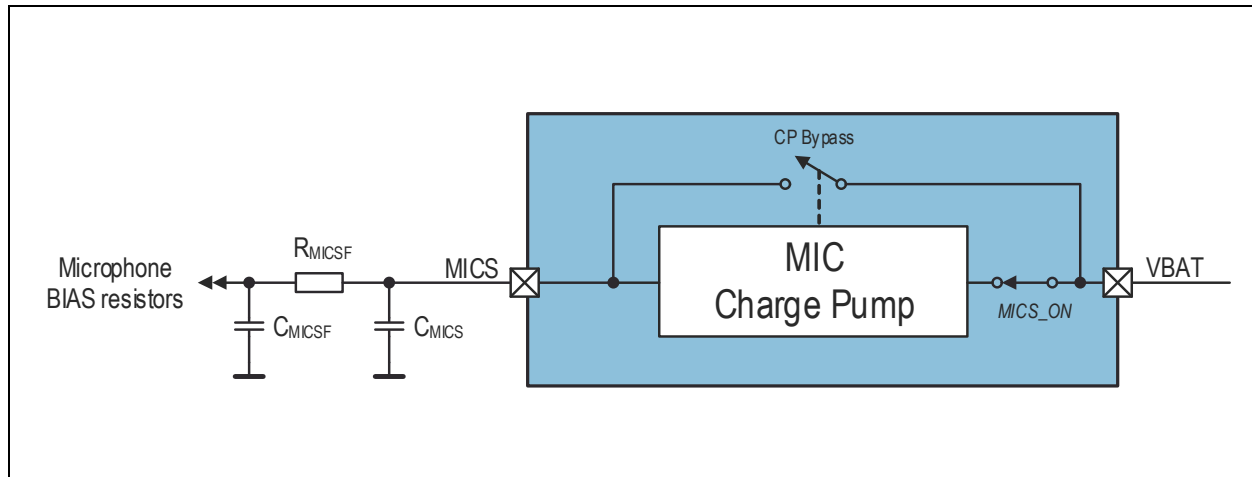 CP Bypass
Microphone
BIAS resistors
RMICSF
MICS
MIC
Charge Pump
VBAT
MICS_ON
CMICSF
CMICS